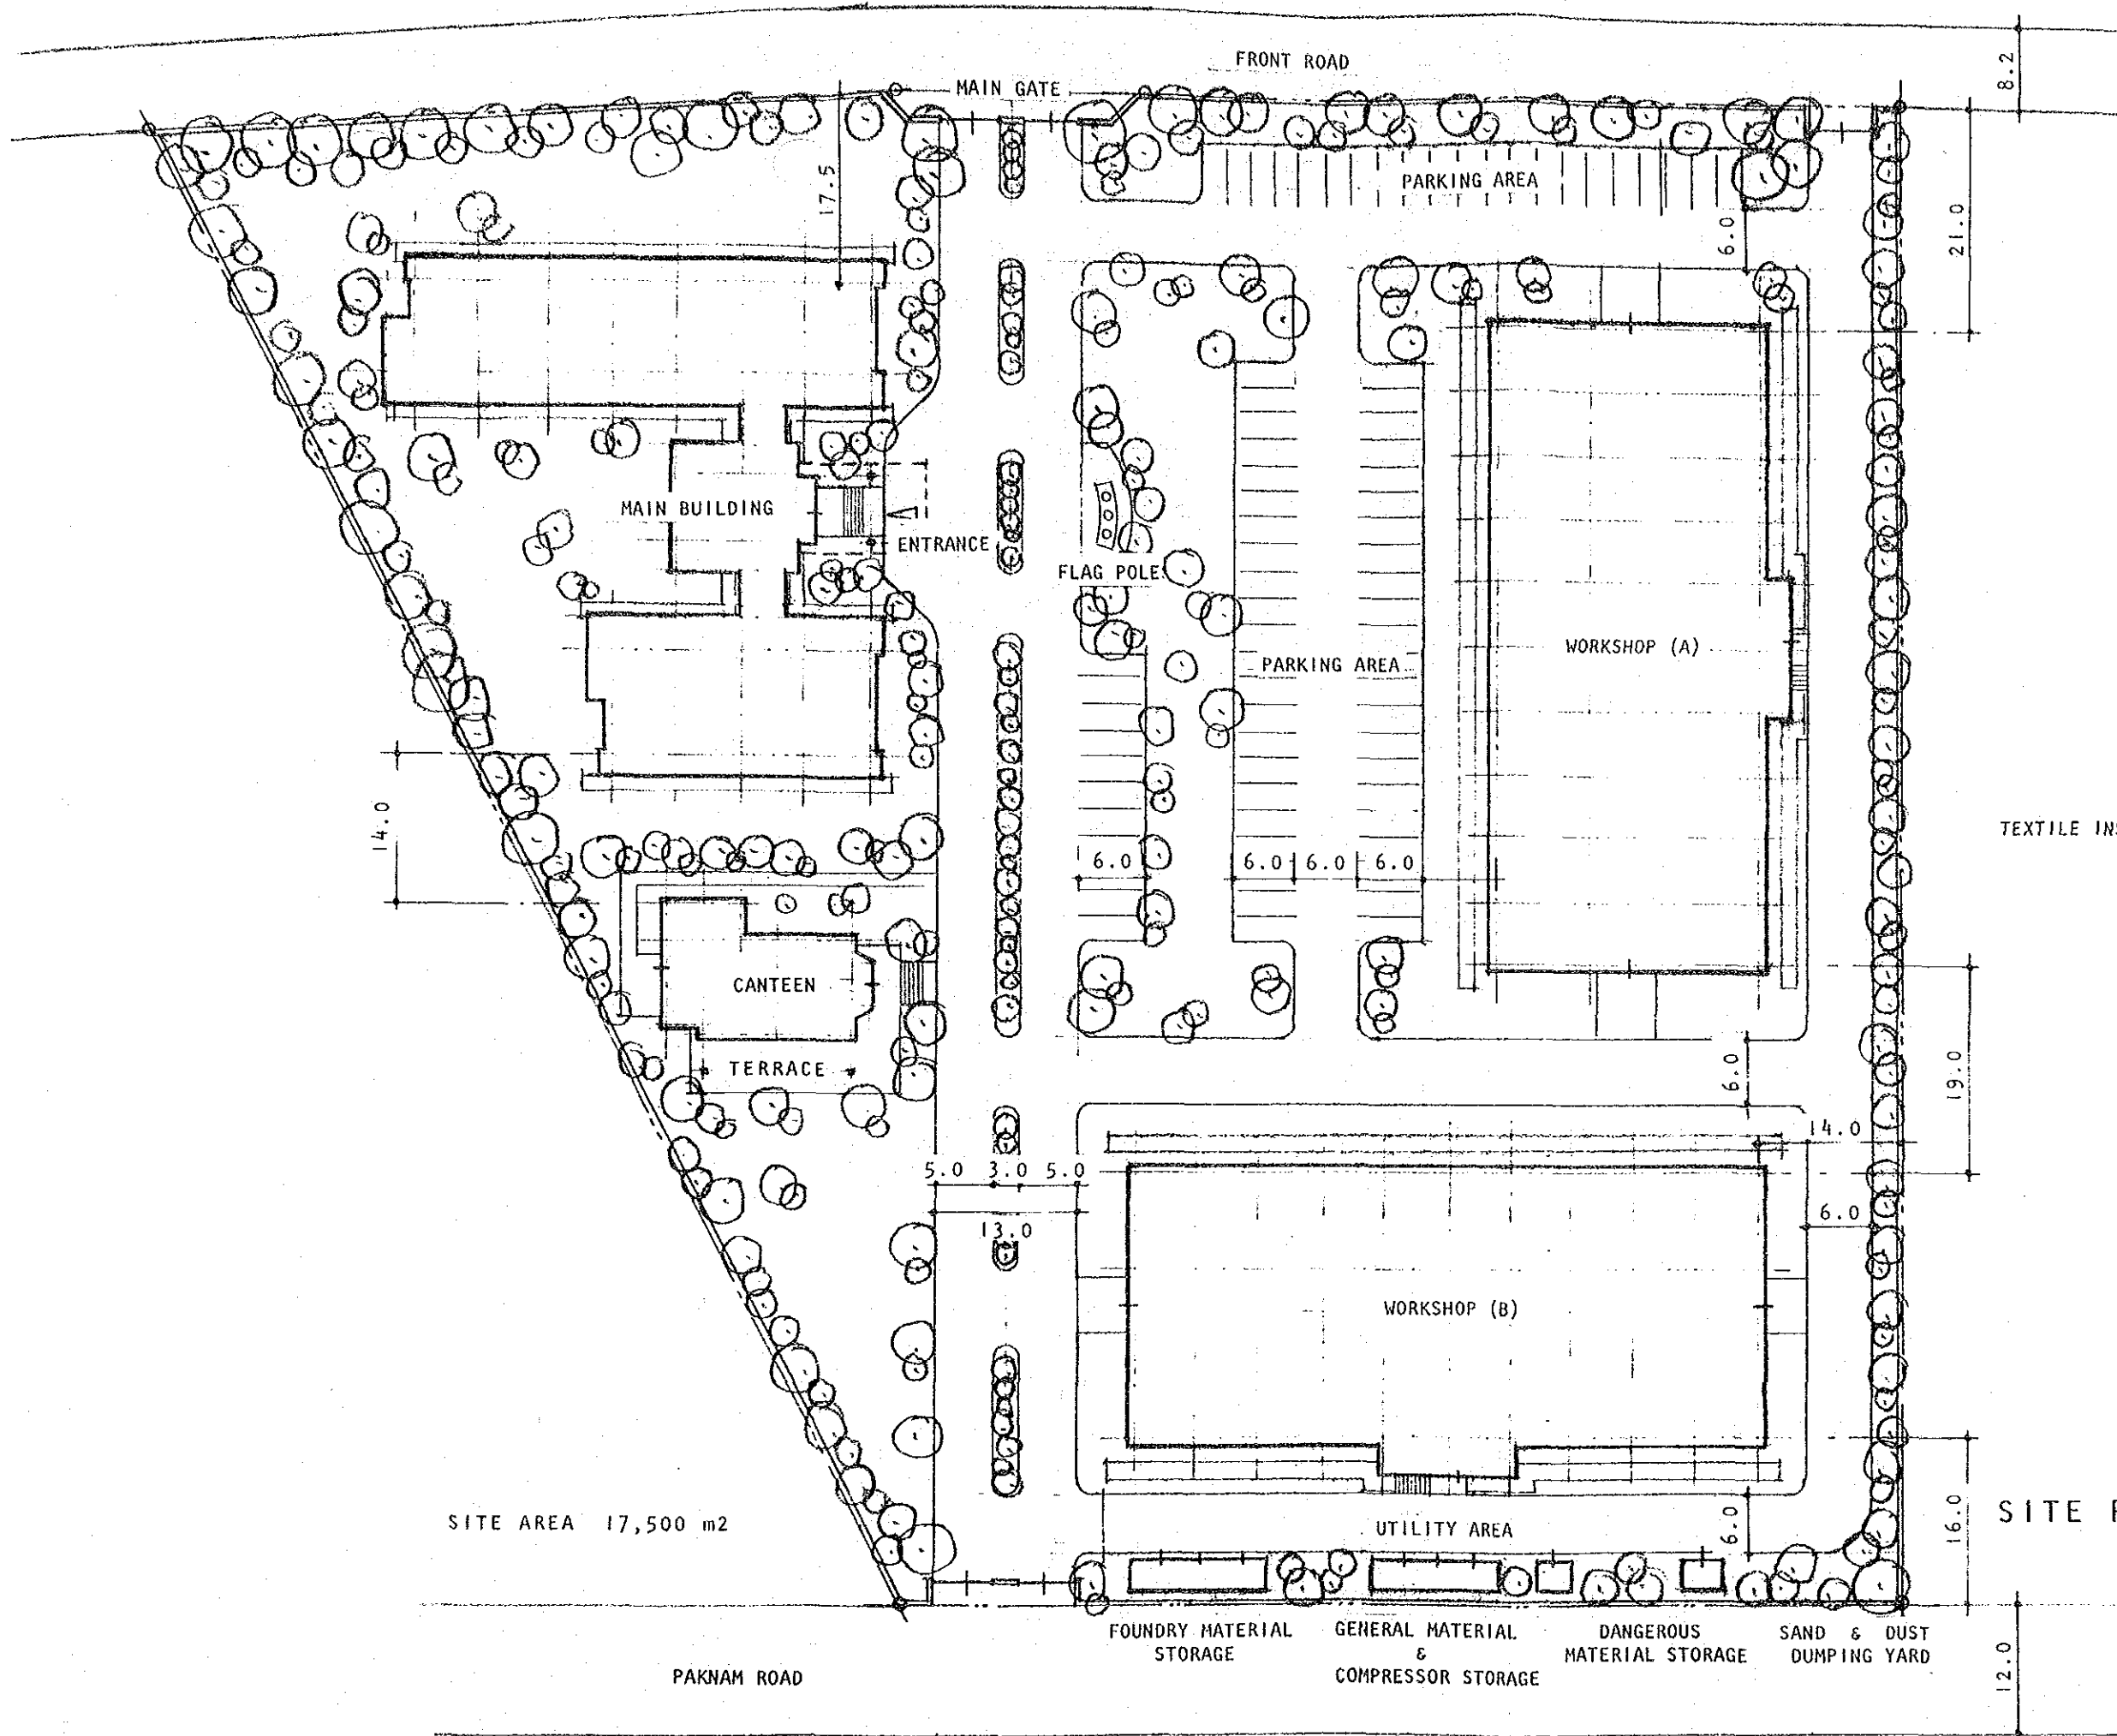 FRONT ROAD
8.2
MAIN GATE
PARKING AREA
17.5
6.0
21.0
MAIN BUILDING
ENTRANCE
FLAG POLES
PARKING AREA
WORKSHOP (A)
14.0
TEXTILE
6.0
6.0 6.0 6.0
CANTEEN
TERRACE
6.0
19.0
14.0
5.0 3.0 5.0
13.0
6.0
WORKSHOP (B)
SITE AREA 17,500 m2
UTILITY AREA
6.0
16.0
SITE
FOUNDRY MATERIAL
STORAGE
GENERAL MATERIAL
&
COMPRESSOR STORAGE
DANGEROUS
MATERIAL STORAGE
SAND & DUST
DUMPING YARD
PAKNAM ROAD
12.0